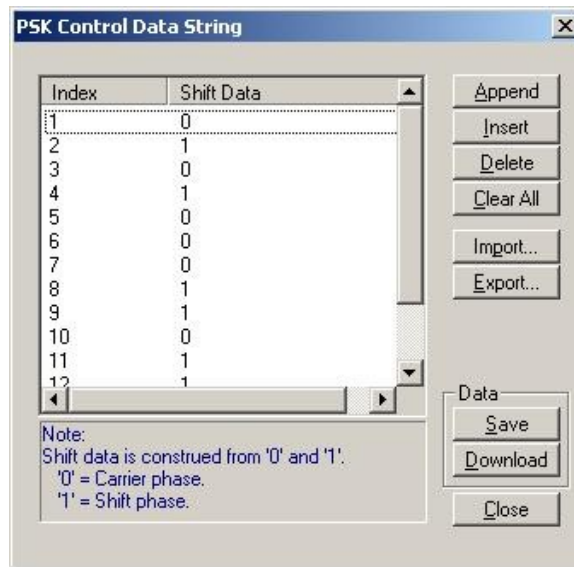 PSK Control Data String
Index Shift Data
1 0
2 1
3 0
4 1
5 0
6 0
7 0
8 1
9 1
10 0
11 1
12 1
Append
Insert
Delete
Clear All
Import...
Export...
Data
Save
Download
Close
Note:
Shift data is construed from '0' and '1'.
'0' = Carrier phase.
'1' = Shift phase.